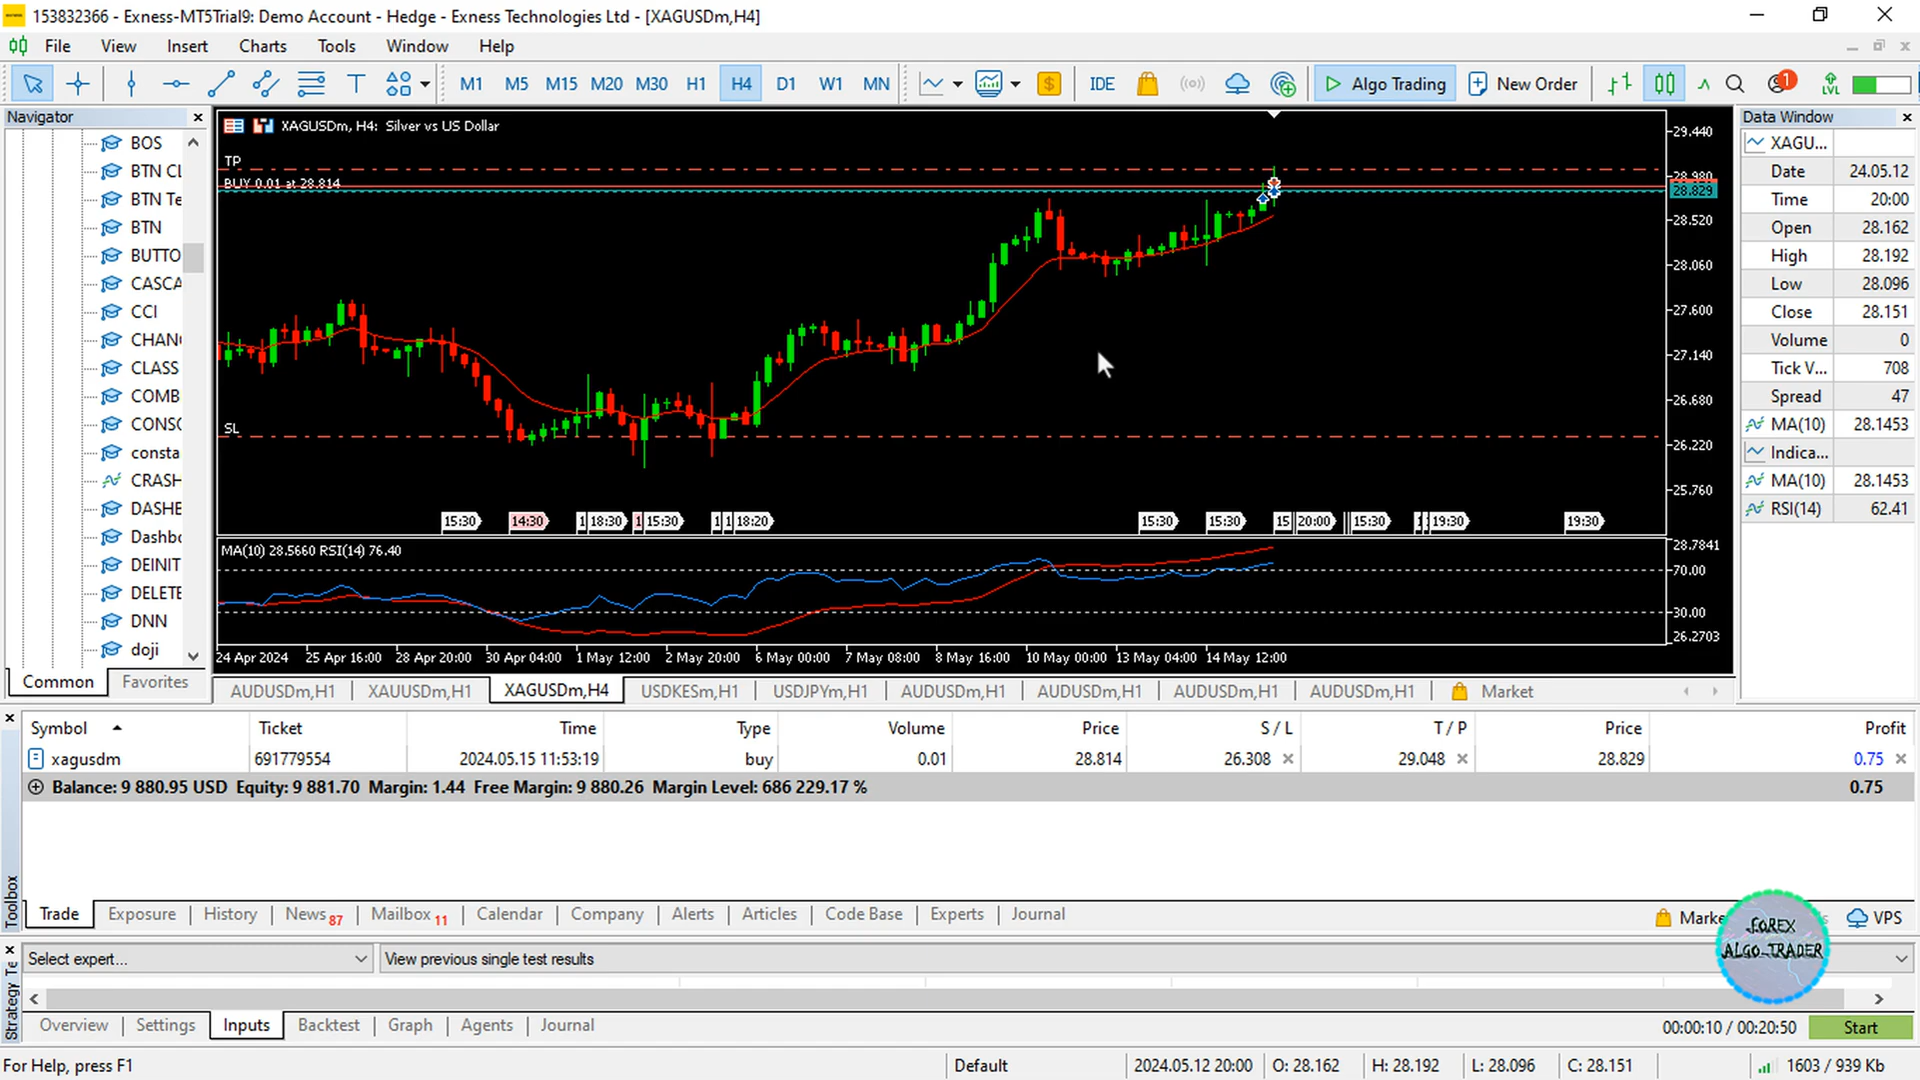 153832366 - Exness-MT5Trial9: Demo Account - Hedge - Exness Technologies Ltd - [XAGUSDm,H4]
File View Insert Charts Tools Window Help
M1 M5 M15 M20 M30 H1 H4 D1 W1 MN IDE Algo Trading New Order 1 LVL
Navigator
BOS
BTN CL
BTN Te
BTN
BUTTO
CASCA
CCI
CHAN
CLASS
COMB
CONSC
consta
CRASH
DASHE
Dashbo
DEINIT
DELETE
DNN
doji
Common Favorites
XAGUSDm, H4: Silver vs US Dollar
TP
BUY 0.01 at 28.814
SL
29.440
28.980
28.829
28.520
28.060
27.600
27.140
26.680
26.220
25.760
15:30 14:30 1 18:30 1 15:30 1 1 18:20 15:30 15:30 15 20:00 15:30 19:30 19:30
MA(10) 28.5660 RSI(14) 76.40
28.7841
70.00
30.00
26.2703
24 Apr 2024 25 Apr 16:00 28 Apr 20:00 30 Apr 04:00 1 May 12:00 2 May 20:00 6 May 00:00 7 May 08:00 8 May 16:00 10 May 00:00 13 May 04:00 14 May 12:00
AUDUSDm,H1 XAUUSDm,H1 XAGUSDm,H4 USDKESm,H1 USDJPYm,H1 AUDUSDm,H1 AUDUSDm,H1 AUDUSDm,H1 AUDUSDm,H1 Market
Data Window
XAGU...
Date 24.05.12
Time 20:00
Open 28.162
High 28.192
Low 28.096
Close 28.151
Volume 0
Tick V... 708
Spread 47
MA(10) 28.1453
Indica...
MA(10) 28.1453
RSI(14) 62.41
Symbol Ticket Time Type Volume Price S / L T / P Price Profit
xagusdm 691779554 2024.05.15 11:53:19 buy 0.01 28.814 26.308 29.048 28.829 0.75
Balance: 9 880.95 USD Equity: 9 881.70 Margin: 1.44 Free Margin: 9 880.26 Margin Level: 686 229.17 % 0.75
Toolbox
Trade Exposure History News 87 Mailbox 11 Calendar Company Alerts Articles Code Base Experts Journal Marke s VPS
FOREX
ALGO-TRADER
Strategy Te
Select expert... View previous single test results
Overview Settings Inputs Backtest Graph Agents Journal 00:00:10 / 00:20:50 Start
For Help, press F1 Default 2024.05.12 20:00 O: 28.162 H: 28.192 L: 28.096 C: 28.151 1603 / 939 Kb